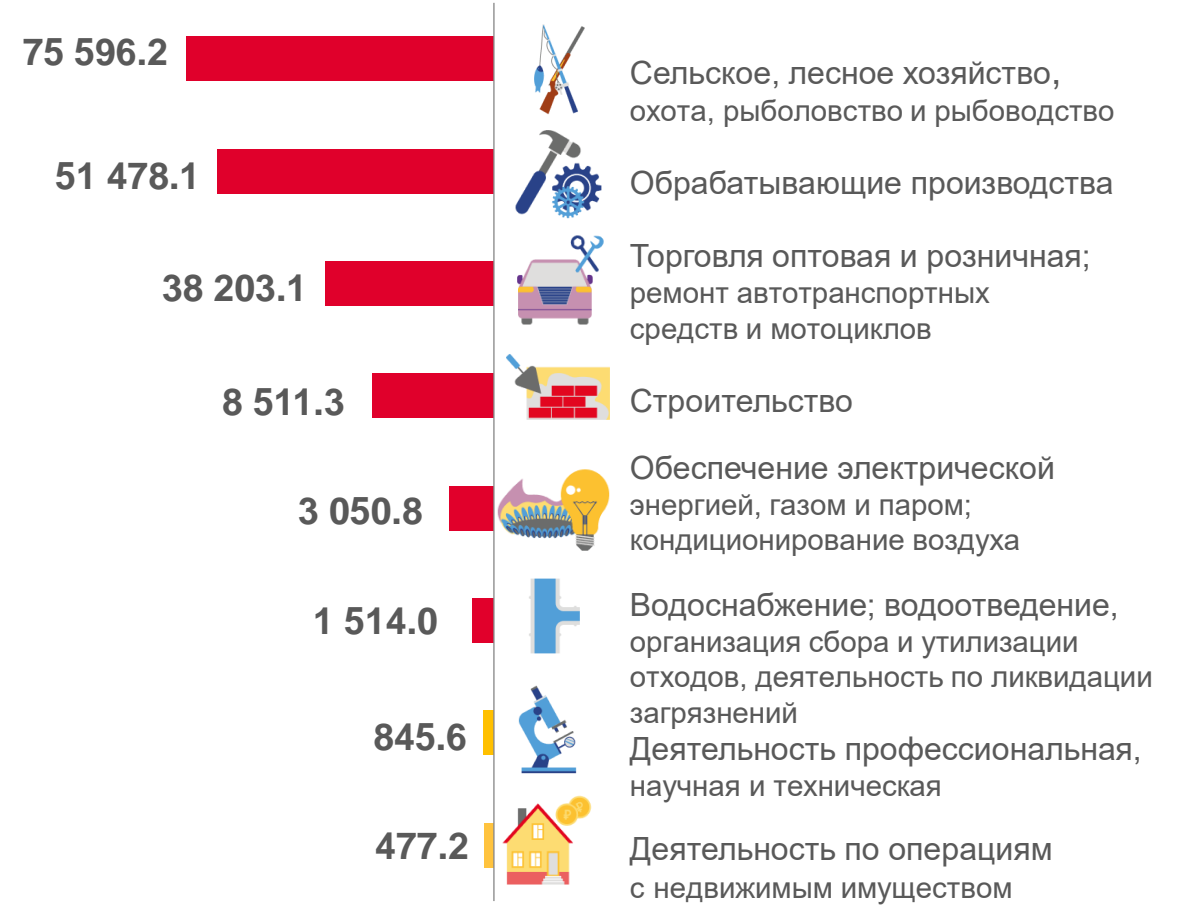 75 596.2
Сельское, лесное хозяйство,
охота, рыболовство и рыбоводство
51 478.1
Обрабатывающие производства
38 203.1
Торговля оптовая и розничная;
ремонт автотранспортных
средств и мотоциклов
8 511.3
Строительство
3 050.8
Обеспечение электрической
энергией, газом и паром;
кондиционирование воздуха
1 514.0
Водоснабжение; водоотведение,
организация сбора и утилизации
отходов, деятельность по ликвидации
загрязнений
845.6
Деятельность профессиональная,
научная и техническая
477.2
Деятельность по операциям
с недвижимым имуществом